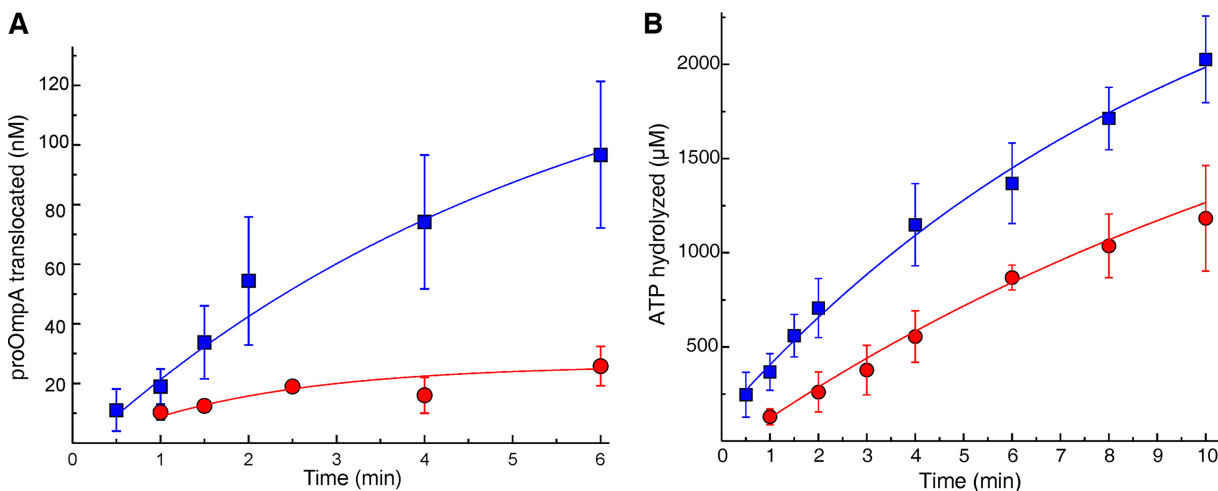 A
proOmpA translocated (nM)
120
100
80
60
40
20
0 1 2 3 4 5 6
Time (min)
B
ATP hydrolyzed (µM)
2000
1500
1000
500
0 1 2 3 4 5 6 7 8 9 10
Time (min)